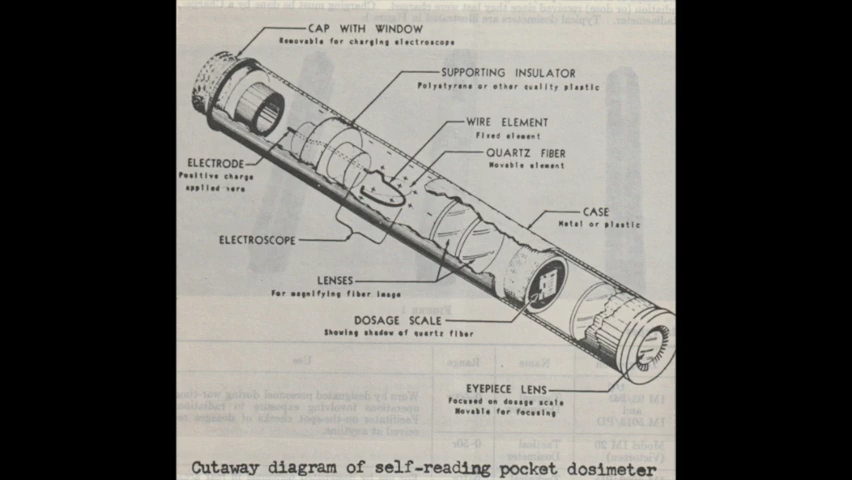 CAP WITH WINDOW
Removable for charging electroscope
SUPPORTING INSULATOR
Polystyrene or other quality plastic
WIRE ELEMENT
Fixed element
QUARTZ FIBER
Movable element
ELECTRODE
Positive charge
applied here
CASE
Metal or plastic
ELECTROSCOPE
LENSES
For magnifying fiber image
DOSAGE SCALE
Showing shadow of quartz fiber
EYEPIECE LENS
Focused on dosage scale
Movable for focusing
Cutaway diagram of self-reading pocket dosimeter